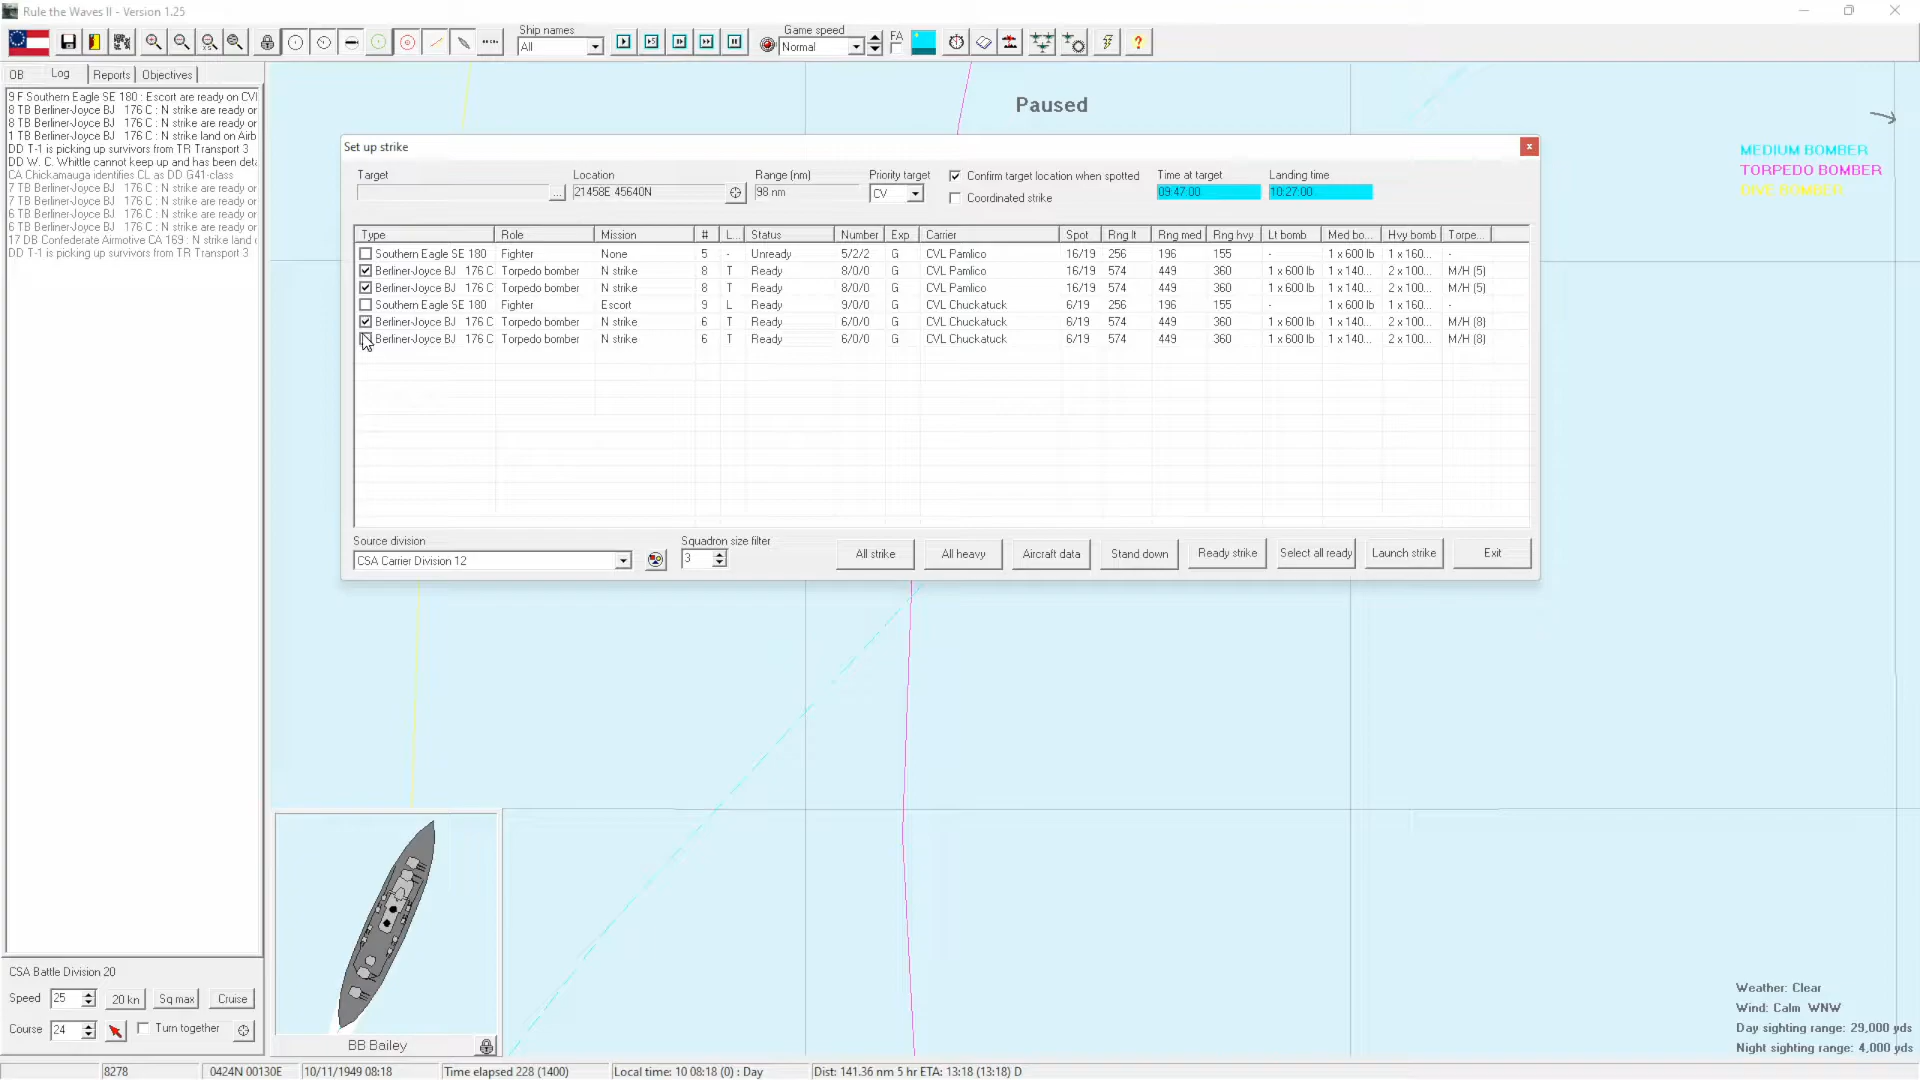 Rule the Waves II - Version 1.25
Ship names
All
Game speed
Normal
FA
OB
Log
Reports
Objectives
9 F Southern Eagle SE 180 : Escort are ready on CVl
8 TB Berliner-Joyce BJ 176 C : N strike are ready or
8 TB Berliner-Joyce BJ 176 C : N strike are ready or
1 TB Berliner-Joyce BJ 176 C : N strike land on Airb
DD T-1 is picking up survivors from TR Transport 3
DD W. C. Whittle cannot keep up and has been deta
CA Chickamauga identifies CL as DD G41-class
7 TB Berliner-Joyce BJ 176 C : N strike are ready or
7 TB Berliner-Joyce BJ 176 C : N strike are ready or
6 TB Berliner-Joyce BJ 176 C : N strike are ready or
6 TB Berliner-Joyce BJ 176 C : N strike are ready or
17 DB Confederate Airmotive CA 169 : N strike land
DD T-1 is picking up survivors from TR Transport 3
Paused
MEDIUM BOMBER
TORPEDO BOMBER
DIVE BOMBER
Set up strike
Target
...
Location
21458E 45640N
Range (nm)
98 nm
Priority target
CV
Confirm target location when spotted
Coordinated strike
Time at target
09:47:00
Landing time
10:27:00
Type Role Mission # L... Status Number Exp Carrier Spot Rng lt Rng med Rng hvy Lt bomb Med bo... Hvy bomb Torpe...
Southern Eagle SE 180 Fighter None 5 - Unready 5/2/2 G CVL Pamlico 16/19 256 196 155 - 1 x 600 lb 1 x 160... -
Berliner-Joyce BJ 176 C Torpedo bomber N strike 8 T Ready 8/0/0 G CVL Pamlico 16/19 574 449 360 1 x 600 lb 1 x 140... 2 x 100... M/H (5)
Berliner-Joyce BJ 176 C Torpedo bomber N strike 8 T Ready 8/0/0 G CVL Pamlico 16/19 574 449 360 1 x 600 lb 1 x 140... 2 x 100... M/H (5)
Southern Eagle SE 180 Fighter Escort 9 L Ready 9/0/0 G CVL Chuckatuck 6/19 256 196 155 - 1 x 600 lb 1 x 160... -
Berliner-Joyce BJ 176 C Torpedo bomber N strike 6 T Ready 6/0/0 G CVL Chuckatuck 6/19 574 449 360 1 x 600 lb 1 x 140... 2 x 100... M/H (8)
Berliner-Joyce BJ 176 C Torpedo bomber N strike 6 T Ready 6/0/0 G CVL Chuckatuck 6/19 574 449 360 1 x 600 lb 1 x 140... 2 x 100... M/H (8)
Source division
CSA Carrier Division 12
Squadron size filter
3
All strike
All heavy
Aircraft data
Stand down
Ready strike
Select all ready
Launch strike
Exit
CSA Battle Division 20
Speed 25 20 kn Sq max Cruise
Course 24 Turn together
BB Bailey
Weather: Clear
Wind: Calm WNW
Day sighting range: 29,000 yds
Night sighting range: 4,000 yds
8278 0424N 00130E 10/11/1949 08:18 Time elapsed 228 (1400) Local time: 10 08:18 (0) : Day Dist: 141.36 nm 5 hr ETA: 13:18 (13:18) D